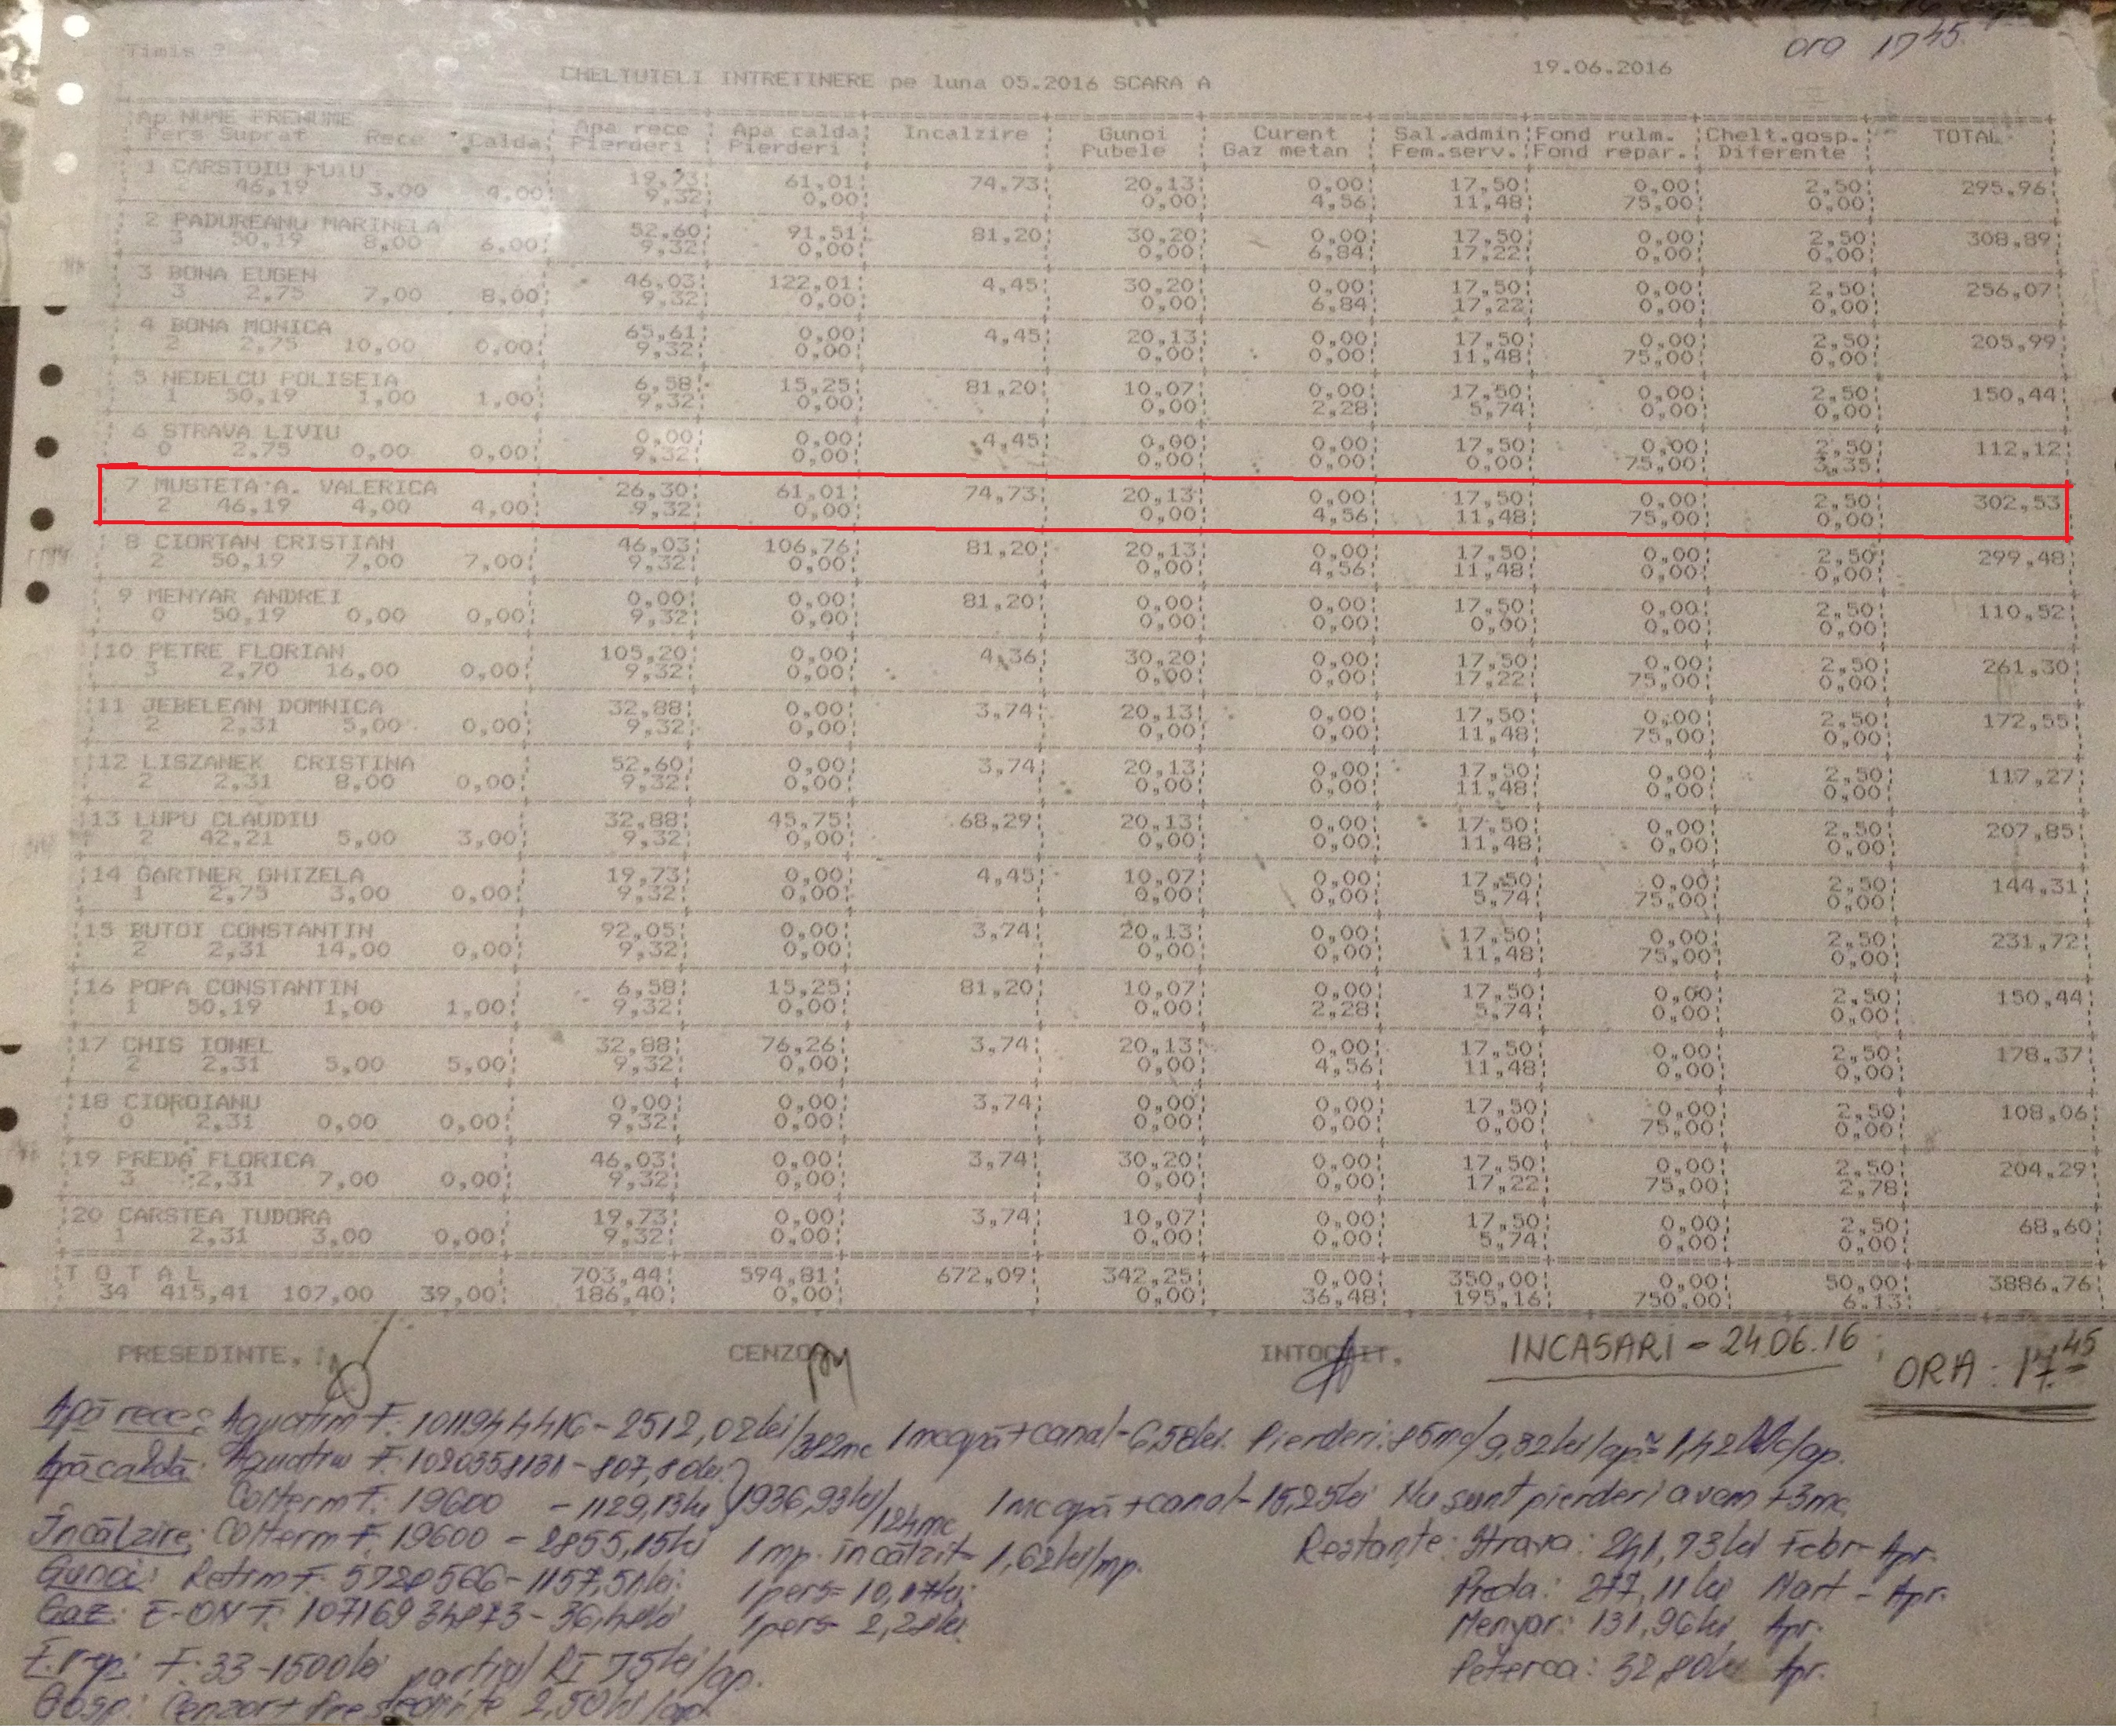 ora 17 45
Timis 2
19.06.2016
CHELTUIELI INTRETINERE pe luna 05.2016 SCARA A
Ap NUME PRENUME Apa rece Apa calda Incalzire Gunoi Curent Sal.admin Fond rulm. Chelt.gosp. TOTAL
Pers Suprat Rece Calda Pierderi Pierderi Pubele Gaz metan Fem.serv. Fond repar. Diferente
1 CARSTOIU PUIU 19,73 61,01 74,73 20,13 0,00 17,50 0,00 2,50 295,96
2 46,19 3,00 4,00 9,32 0,00 0,00 4,56 11,48 75,00 0,00
2 PADUREANU MARINELA 52,60 91,51 81,20 30,20 0,00 17,50 0,00 2,50 308,89
3 50,19 8,00 6,00 9,32 0,00 0,00 6,84 17,22 0,00 0,00
3 BONA EUGEN 46,03 122,01 4,45 30,20 0,00 17,50 0,00 2,50 256,07
3 2,75 7,00 8,00 9,32 0,00 0,00 6,84 17,22 0,00 0,00
4 BONA MONICA 65,61 0,00 4,45 20,13 0,00 17,50 0,00 2,50 205,99
2 2,75 10,00 0,00 9,32 0,00 0,00 0,00 11,48 75,00 0,00
5 NEDELCU POLISEIA 6,58 15,25 81,20 10,07 0,00 17,50 0,00 2,50 150,44
1 50,19 1,00 1,00 9,32 0,00 0,00 2,28 5,74 0,00 0,00
6 STRAVA LIVIU 0,00 0,00 4,45 0,00 0,00 17,50 0,00 2,50 112,12
0 2,75 0,00 0,00 9,32 0,00 0,00 0,00 0,00 75,00 3,35
7 MUSTETA A. VALERICA 26,30 61,01 74,73 20,13 0,00 17,50 0,00 2,50 302,53
2 46,19 4,00 4,00 9,32 0,00 0,00 4,56 11,48 75,00 0,00
8 CIORTAN CRISTIAN 46,03 106,76 81,20 20,13 0,00 17,50 0,00 2,50 299,48
2 50,19 7,00 7,00 9,32 0,00 0,00 4,56 11,48 0,00 0,00
9 MENYAR ANDREI 0,00 0,00 81,20 0,00 0,00 17,50 0,00 2,50 110,52
0 50,19 0,00 0,00 9,32 0,00 0,00 0,00 0,00 0,00 0,00
10 PETRE FLORIAN 105,20 0,00 4,36 30,20 0,00 17,50 0,00 2,50 261,30
3 2,70 16,00 0,00 9,32 0,00 0,00 0,00 17,22 75,00 0,00
11 JEBELEAN DOMNICA 32,88 0,00 3,74 20,13 0,00 17,50 0,00 2,50 172,55
2 2,31 5,00 0,00 9,32 0,00 0,00 0,00 11,48 75,00 0,00
12 LISZANEK CRISTINA 52,60 0,00 3,74 20,13 0,00 17,50 0,00 2,50 117,27
2 2,31 8,00 0,00 9,32 0,00 0,00 0,00 11,48 0,00 0,00
13 LUPU CLAUDIU 32,88 45,75 68,29 20,13 0,00 17,50 0,00 2,50 207,85
2 42,21 5,00 3,00 9,32 0,00 0,00 0,00 11,48 0,00 0,00
14 GARTNER GHIZELA 19,73 0,00 4,45 10,07 0,00 17,50 0,00 2,50 144,31
1 2,75 3,00 0,00 9,32 0,00 0,00 0,00 5,74 75,00 0,00
15 BUTOI CONSTANTIN 92,05 0,00 3,74 20,13 0,00 17,50 0,00 2,50 231,72
2 2,31 14,00 0,00 9,32 0,00 0,00 0,00 11,48 75,00 0,00
16 POPA CONSTANTIN 6,58 15,25 81,20 10,07 0,00 17,50 0,00 2,50 150,44
1 50,19 1,00 1,00 9,32 0,00 0,00 2,28 5,74 0,00 0,00
17 CHIS IONEL 32,88 76,26 3,74 20,13 0,00 17,50 0,00 2,50 178,37
2 2,31 5,00 5,00 9,32 0,00 0,00 4,56 11,48 0,00 0,00
18 CIOROIANU 0,00 0,00 3,74 0,00 0,00 17,50 0,00 2,50 108,06
0 2,31 0,00 0,00 9,32 0,00 0,00 0,00 0,00 75,00 0,00
19 PREDA FLORICA 46,03 0,00 3,74 30,20 0,00 17,50 0,00 2,50 204,29
3 2,31 7,00 0,00 9,32 0,00 0,00 0,00 17,22 75,00 2,78
20 CARSTEA TUDORA 19,73 0,00 3,74 10,07 0,00 17,50 0,00 2,50 68,60
1 2,31 3,00 0,00 9,32 0,00 0,00 0,00 5,74 0,00 0,00
T O T A L 703,44 594,81 672,09 342,25 0,00 350,00 0,00 50,00 3886,76
34 415,41 107,00 39,00 186,40 0,00 0,00 36,48 195,16 750,00 6,13
PRESEDINTE, CENZOR INTOCMIT,
INCASARI - 24.06.16 ; ORA : 17.45
Apă rece: Aquatim F. 1011944416 - 2512,02lei/382mc 1mcapă+canal - 6,58lei. Pierderi: 85mc/9,32lei/ap = 1,42Mc/ap.
Apă caldă: Aquatim F. 1020358131 - 807,80lei
Colterm F. 19600 - 1129,13lei 1936,93lei/124mc 1mcapă+canal - 15,25lei Nu sunt pierderi avem +3mc
Încălzire: Colterm F. 19600 - 2855,15lei 1mp. încălzit = 1,62lei/mp.
Restanțe: Strava: 241,73lei Febr-Apr.
Gunoi: Retim F. 5720566 - 1157,51lei. 1pers = 10,07lei
Preda: 277,11lei Mart - Apr.
Gaz: E-ON F. 10716934873 - 36,48lei 1pers = 2,28lei.
Menyar: 131,96lei Apr.
F.rep: F. 33 - 1500lei partial RI 75lei/ap.
Peterca: 32,80lei Apr.
Gosp: Cenzor + Presedinte 2,50lei/ap.